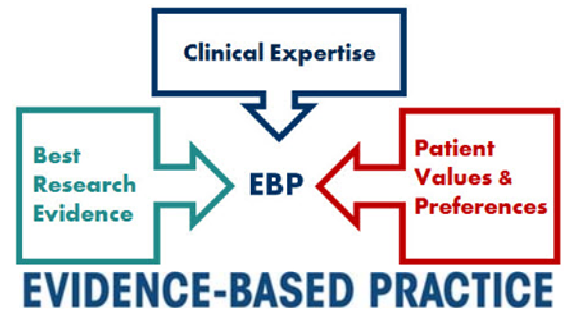 Clinical Expertise
Best
Research
Evidence
EBP
Patient
Values &
Preferences
EVIDENCE-BASED PRACTICE